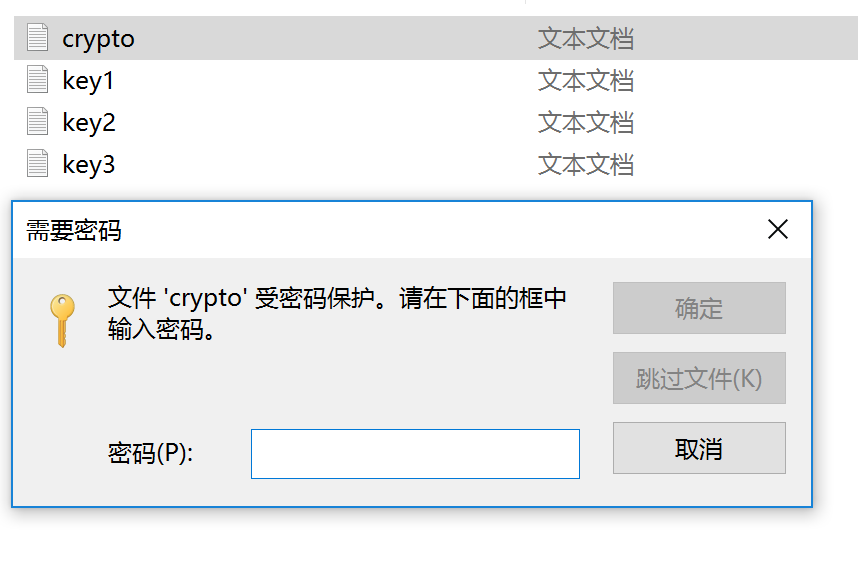 crypto 文本文档
key1 文本文档
key2 文本文档
key3 文本文档
需要密码
文件 'crypto' 受密码保护。请在下面的框中
输入密码。
确定
跳过文件(K)
密码(P):
取消